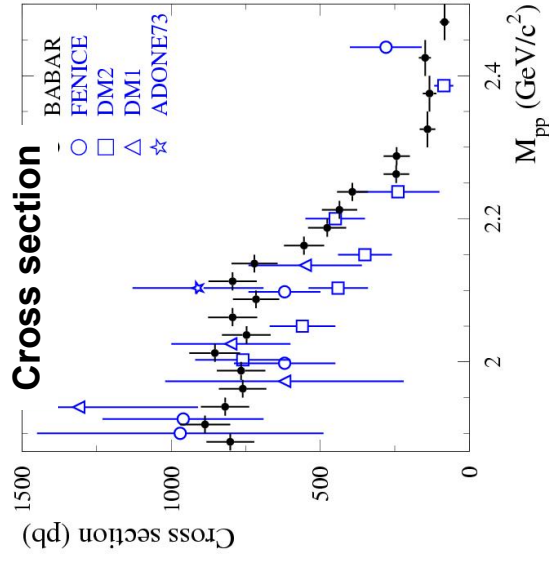 Cross section
BABAR
FENICE
DM2
DM1
ADONE73
Cross section (pb)
1500
1000
500
0
2
2.2
2.4
M_pp (GeV/c²)